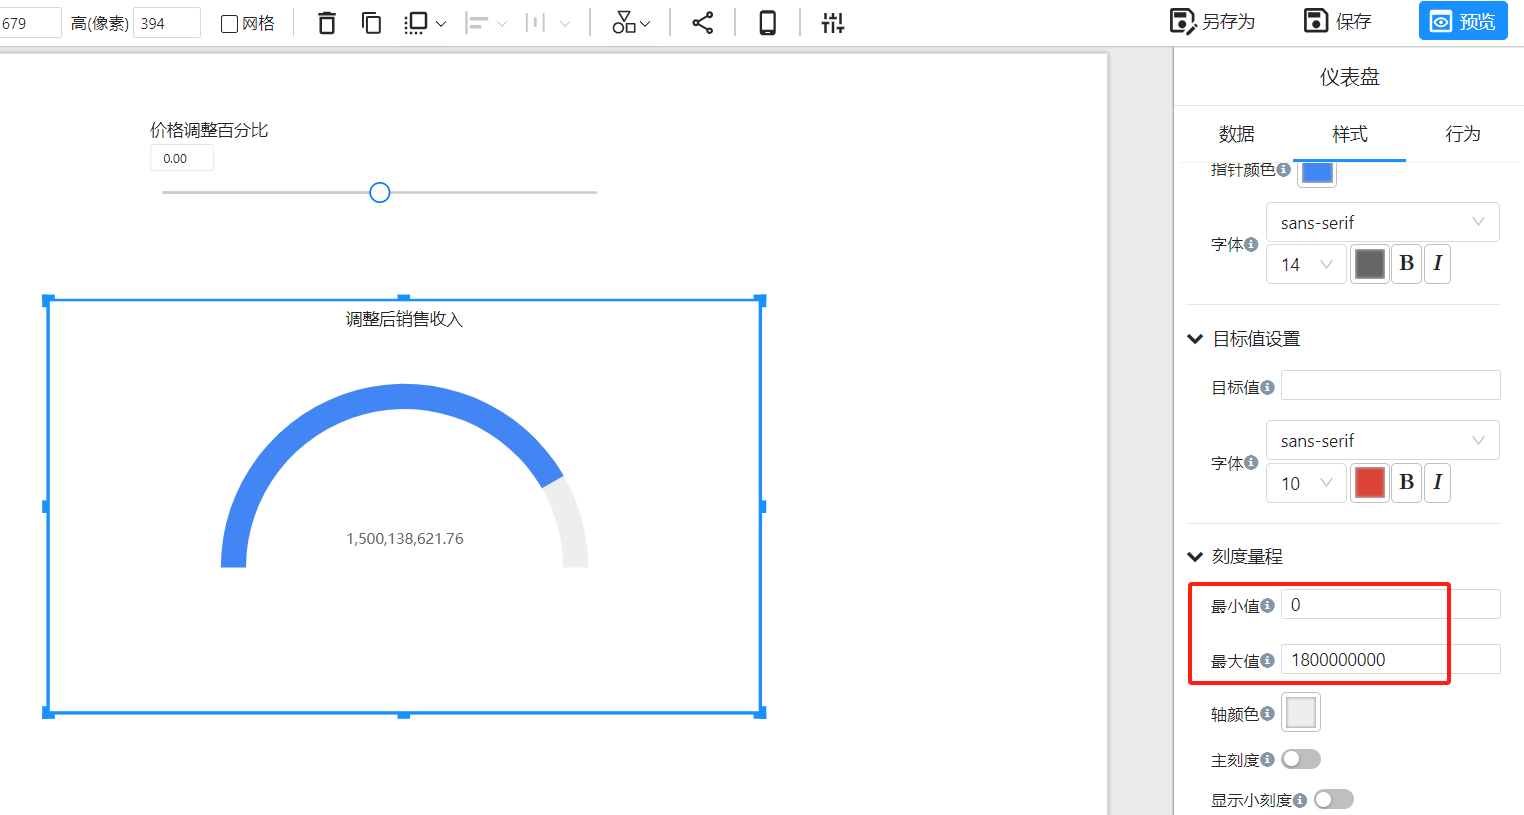 679 高(像素) 394 网格 另存为 保存 预览
仪表盘
数据 样式 行为
价格调整百分比
0.00
指针颜色
字体 sans-serif
14 B I
调整后销售收入
1,500,138,621.76
目标值设置
目标值
字体 sans-serif
10 B I
刻度量程
最小值 0
最大值 1800000000
轴颜色
主刻度
显示小刻度